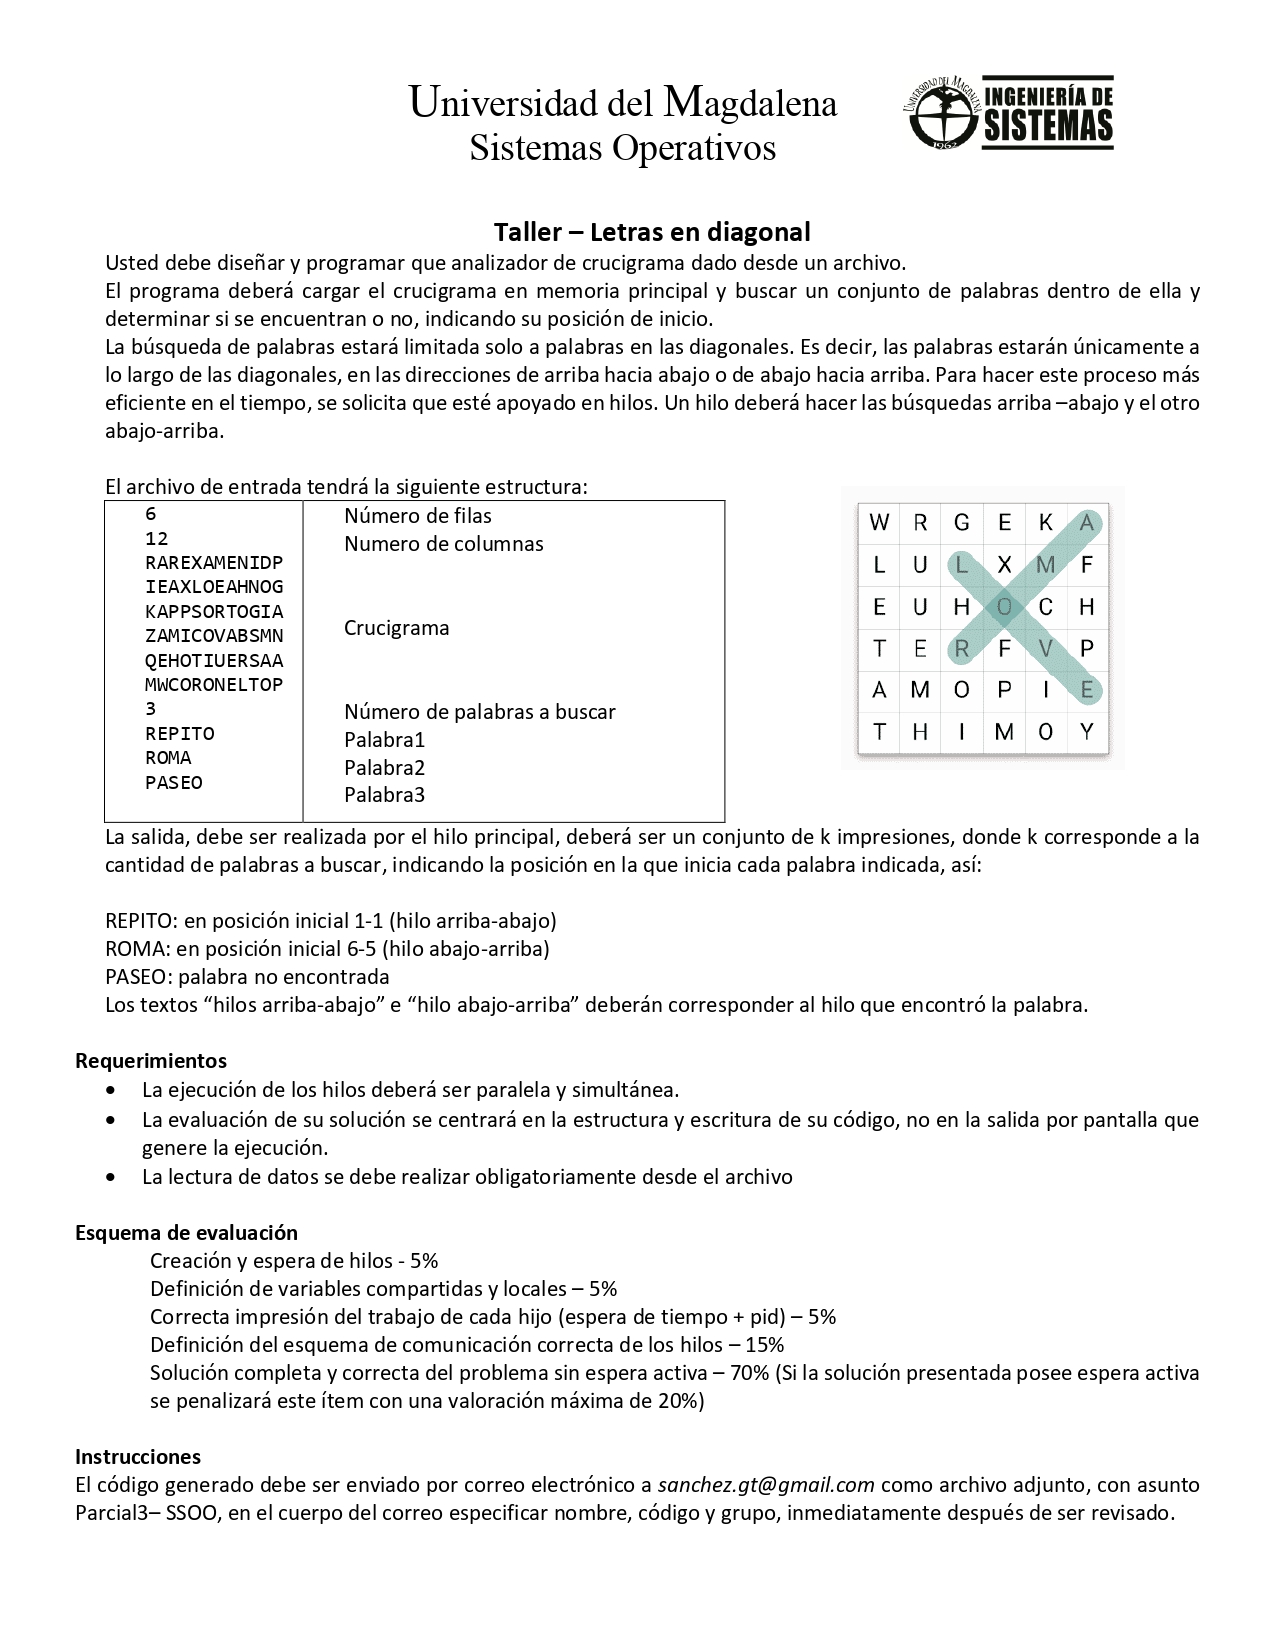 Universidad del Magdalena
Sistemas Operativos
UNIVERSIDAD DEL MAGDALENA
1962
INGENIERÍA DE
SISTEMAS
Taller – Letras en diagonal
Usted debe diseñar y programar que analizador de crucigrama dado desde un archivo.
El programa deberá cargar el crucigrama en memoria principal y buscar un conjunto de palabras dentro de ella y
determinar si se encuentran o no, indicando su posición de inicio.
La búsqueda de palabras estará limitada solo a palabras en las diagonales. Es decir, las palabras estarán únicamente a
lo largo de las diagonales, en las direcciones de arriba hacia abajo o de abajo hacia arriba. Para hacer este proceso más
eficiente en el tiempo, se solicita que esté apoyado en hilos. Un hilo deberá hacer las búsquedas arriba –abajo y el otro
abajo-arriba.
El archivo de entrada tendrá la siguiente estructura:
6
12
RAREXAMENIDP
IEAXLOEAHNOG
KAPPSORTOGIA
ZAMICOVABSMN
QEHOTIUERSAA
MWCORONELTOP
3
REPITO
ROMA
PASEO
Número de filas
Numero de columnas
Crucigrama
Número de palabras a buscar
Palabra1
Palabra2
Palabra3
W R G E K A
L U L X M F
E U H O C H
T E R F V P
A M O P I E
T H I M O Y
La salida, debe ser realizada por el hilo principal, deberá ser un conjunto de k impresiones, donde k corresponde a la
cantidad de palabras a buscar, indicando la posición en la que inicia cada palabra indicada, así:
REPITO: en posición inicial 1-1 (hilo arriba-abajo)
ROMA: en posición inicial 6-5 (hilo abajo-arriba)
PASEO: palabra no encontrada
Los textos “hilos arriba-abajo” e “hilo abajo-arriba” deberán corresponder al hilo que encontró la palabra.
Requerimientos
• La ejecución de los hilos deberá ser paralela y simultánea.
• La evaluación de su solución se centrará en la estructura y escritura de su código, no en la salida por pantalla que
genere la ejecución.
• La lectura de datos se debe realizar obligatoriamente desde el archivo
Esquema de evaluación
Creación y espera de hilos - 5%
Definición de variables compartidas y locales – 5%
Correcta impresión del trabajo de cada hijo (espera de tiempo + pid) – 5%
Definición del esquema de comunicación correcta de los hilos – 15%
Solución completa y correcta del problema sin espera activa – 70% (Si la solución presentada posee espera activa
se penalizará este ítem con una valoración máxima de 20%)
Instrucciones
El código generado debe ser enviado por correo electrónico a sanchez.gt@gmail.com como archivo adjunto, con asunto
Parcial3– SSOO, en el cuerpo del correo especificar nombre, código y grupo, inmediatamente después de ser revisado.